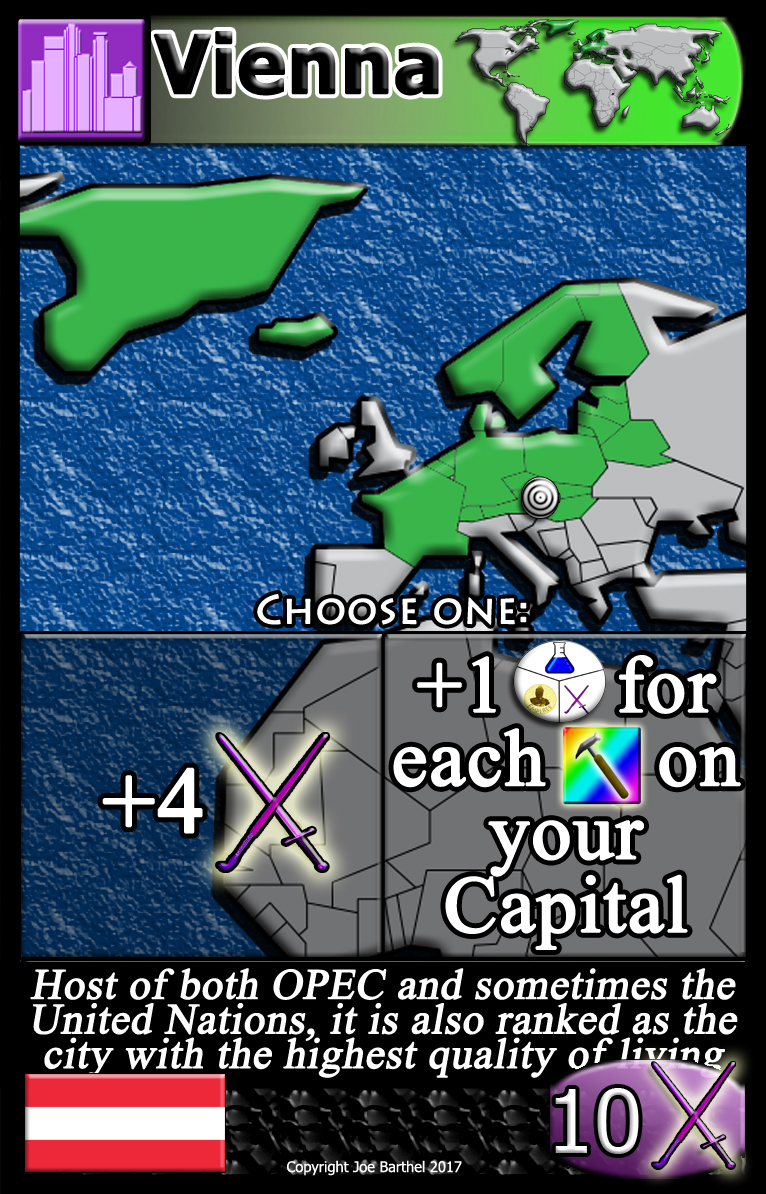 Vienna
CHOOSE ONE:
+4
+1 for
each on
your
Capital
Host of both OPEC and sometimes the
United Nations, it is also ranked as the
city with the highest quality of living
10
Copyright Joe Barthel 2017